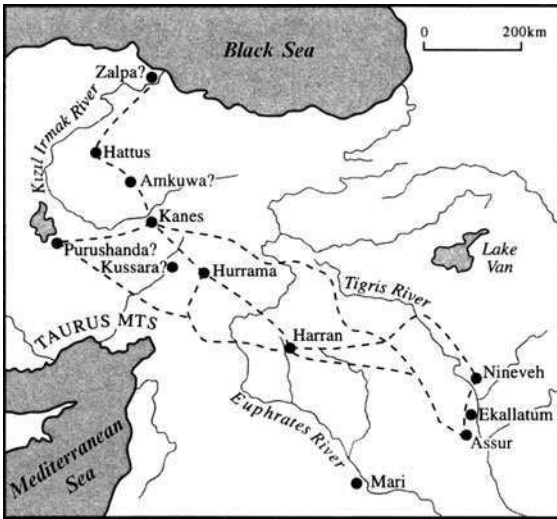 Black Sea
0 200km
Zalpa?
Kızıl Irmak River
Hattus
Amkuwa?
Kanes
Purushanda?
Kussara?
Hurrama
Lake
Van
Tigris River
TAURUS MTS
Harran
Nineveh
Ekallatum
Assur
Euphrates River
Mediterranean
Sea
Mari